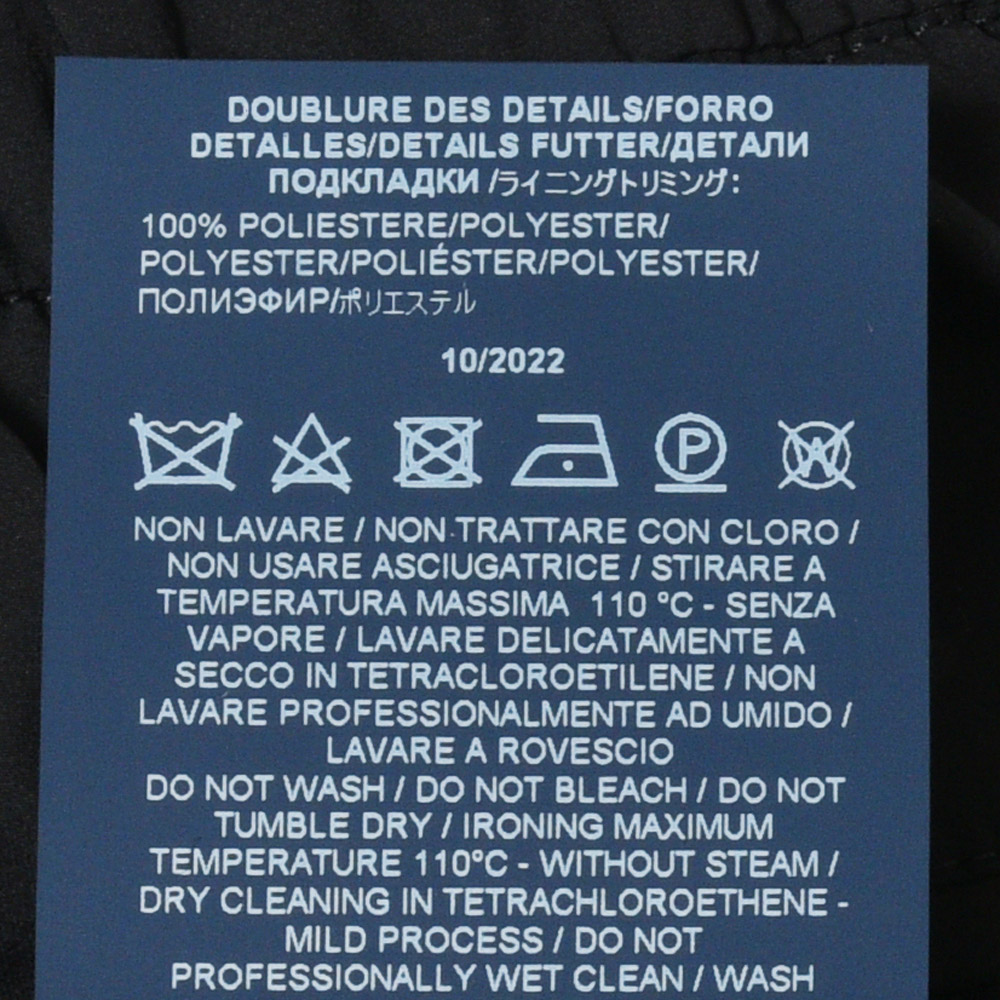 DOUBLURE DES DETAILS/FORRO
DETALLES/DETAILS FUTTER/ДЕТАЛИ
ПОДКЛАДКИ /ライニングトリミング:
100% POLIESTERE/POLYESTER/
POLYESTER/POLIÉSTER/POLYESTER/
ПОЛИЭФИР/ポリエステル
10/2022
P W
NON LAVARE / NON TRATTARE CON CLORO /
NON USARE ASCIUGATRICE / STIRARE A
TEMPERATURA MASSIMA 110 °C - SENZA
VAPORE / LAVARE DELICATAMENTE A
SECCO IN TETRACLOROETILENE / NON
LAVARE PROFESSIONALMENTE AD UMIDO /
LAVARE A ROVESCIO
DO NOT WASH / DO NOT BLEACH / DO NOT
TUMBLE DRY / IRONING MAXIMUM
TEMPERATURE 110°C - WITHOUT STEAM /
DRY CLEANING IN TETRACHLOROETHENE -
MILD PROCESS / DO NOT
PROFESSIONALLY WET CLEAN / WASH